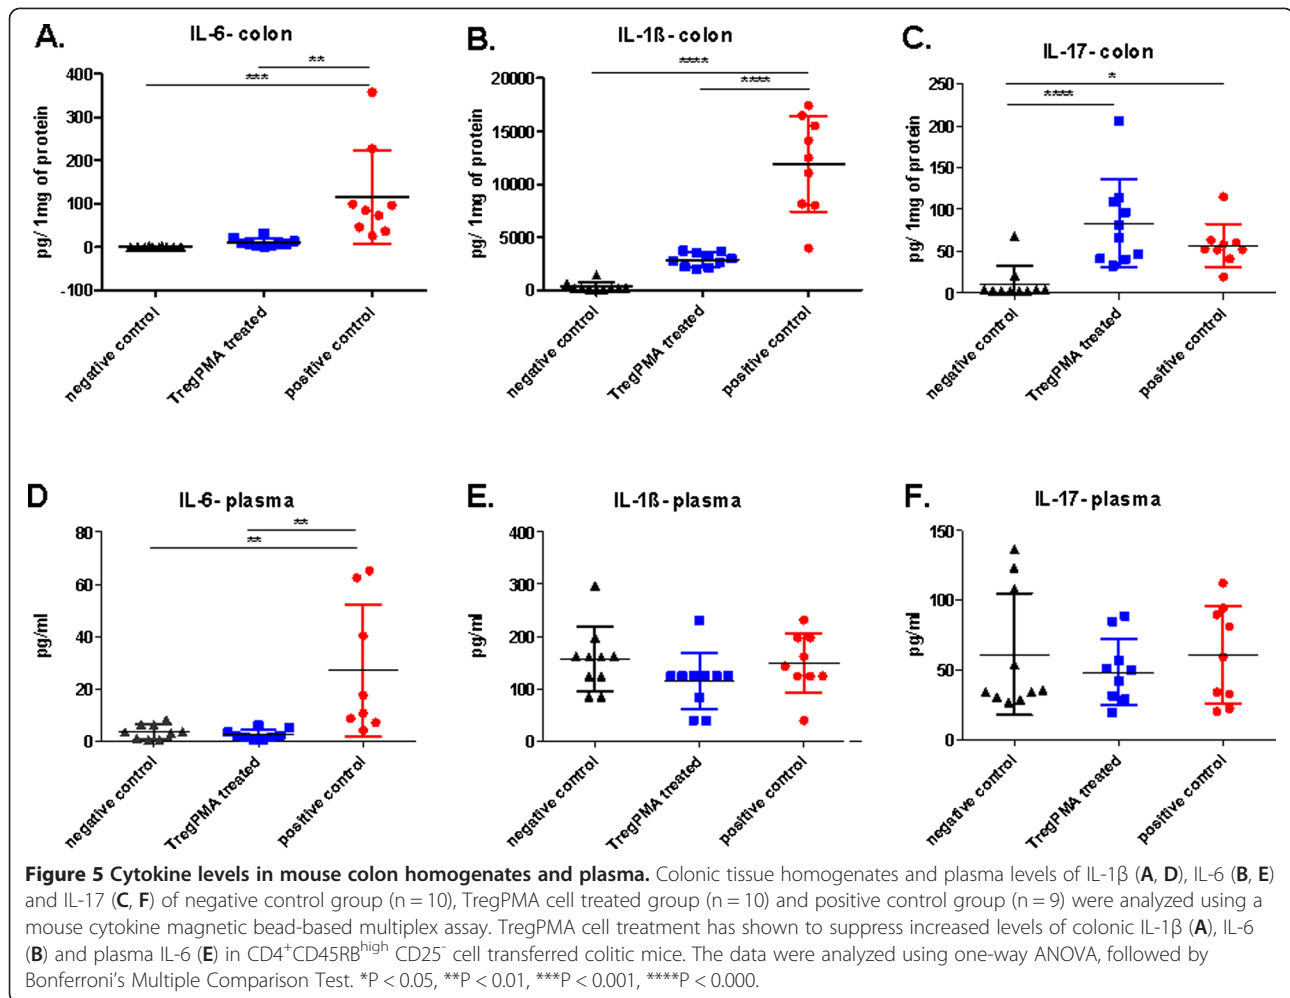 A.
IL-6- colon
**
***
400
300
200
100
0
-100
pg/ 1mg of protein
negative control
TregPMA treated
positive control
B.
IL-1ß- colon
****
****
20000
15000
10000
5000
0
pg/ 1mg of protein
negative control
TregPMA treated
positive control
C.
IL-17- colon
*
****
250
200
150
100
50
0
pg/ 1mg of protein
negative control
TregPMA treated
positive control
D
IL-6- plasma
**
**
80
60
40
20
0
pg/ml
negative control
TregPMA treated
positive control
E.
IL-1ß- plasma
400
300
200
100
0
pg/ml
negative control
TregPMA treated
positive control
F.
IL-17- plasma
150
100
50
0
pg/ml
negative control
TregPMA treated
positive control
Figure 5 Cytokine levels in mouse colon homogenates and plasma. Colonic tissue homogenates and plasma levels of IL-1β (A, D), IL-6 (B, E)
and IL-17 (C, F) of negative control group (n = 10), TregPMA cell treated group (n = 10) and positive control group (n = 9) were analyzed using a
mouse cytokine magnetic bead-based multiplex assay. TregPMA cell treatment has shown to suppress increased levels of colonic IL-1β (A), IL-6
(B) and plasma IL-6 (E) in CD4⁺CD45RBʰⁱᵍʰ CD25⁻ cell transferred colitic mice. The data were analyzed using one-way ANOVA, followed by
Bonferroni's Multiple Comparison Test. *P < 0.05, **P < 0.01, ***P < 0.001, ****P < 0.000.